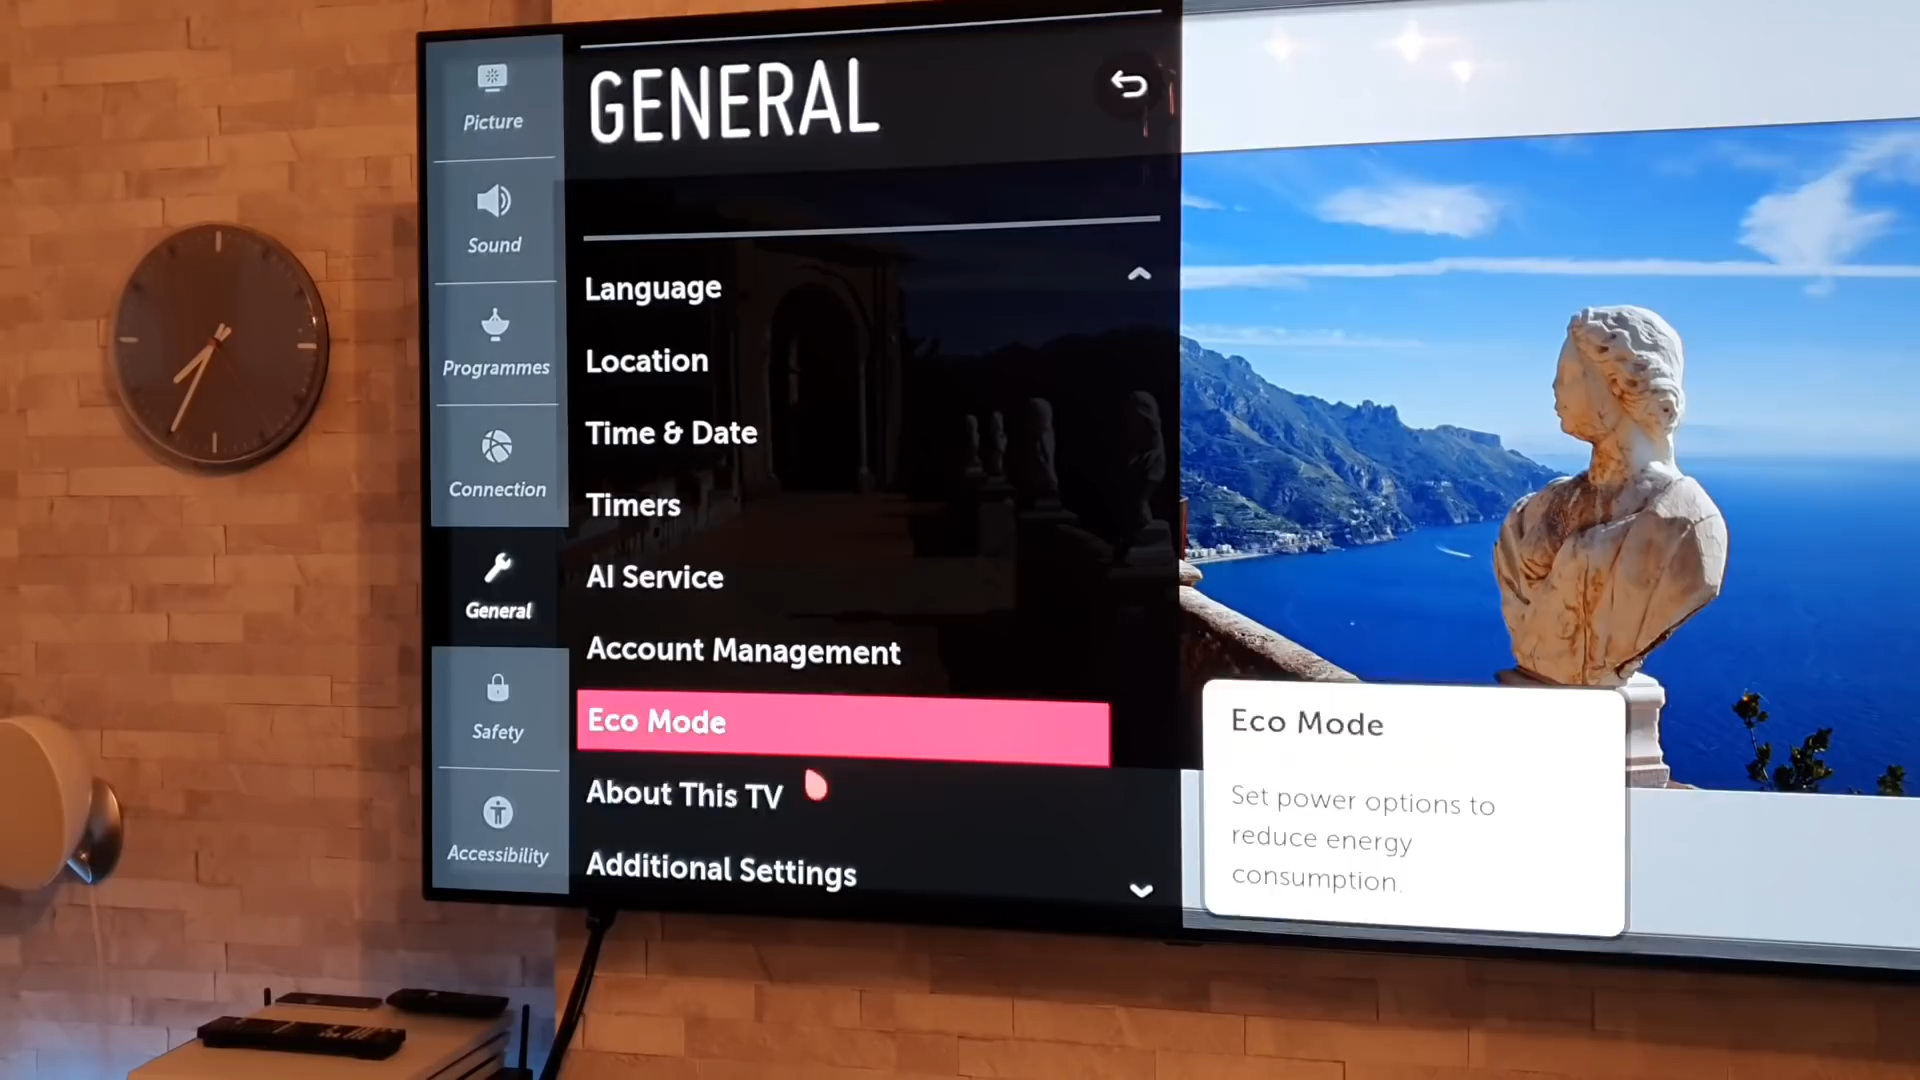 Picture
Sound
Programmes
Connection
General
Safety
Accessibility
GENERAL
Language
Location
Time & Date
Timers
AI Service
Account Management
Eco Mode
About This TV
Additional Settings
Eco Mode
Set power options to
reduce energy
consumption.